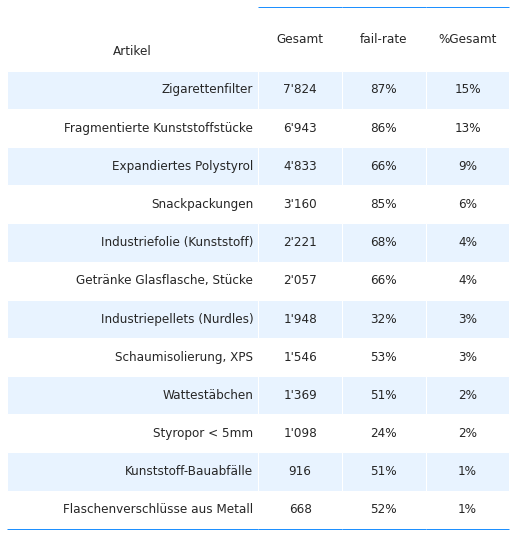 Artikel Gesamt fail-rate %Gesamt
Zigarettenfilter 7'824 87% 15%
Fragmentierte Kunststoffstücke 6'943 86% 13%
Expandiertes Polystyrol 4'833 66% 9%
Snackpackungen 3'160 85% 6%
Industriefolie (Kunststoff) 2'221 68% 4%
Getränke Glasflasche, Stücke 2'057 66% 4%
Industriepellets (Nurdles) 1'948 32% 3%
Schaumisolierung, XPS 1'546 53% 3%
Wattestäbchen 1'369 51% 2%
Styropor < 5mm 1'098 24% 2%
Kunststoff-Bauabfälle 916 51% 1%
Flaschenverschlüsse aus Metall 668 52% 1%